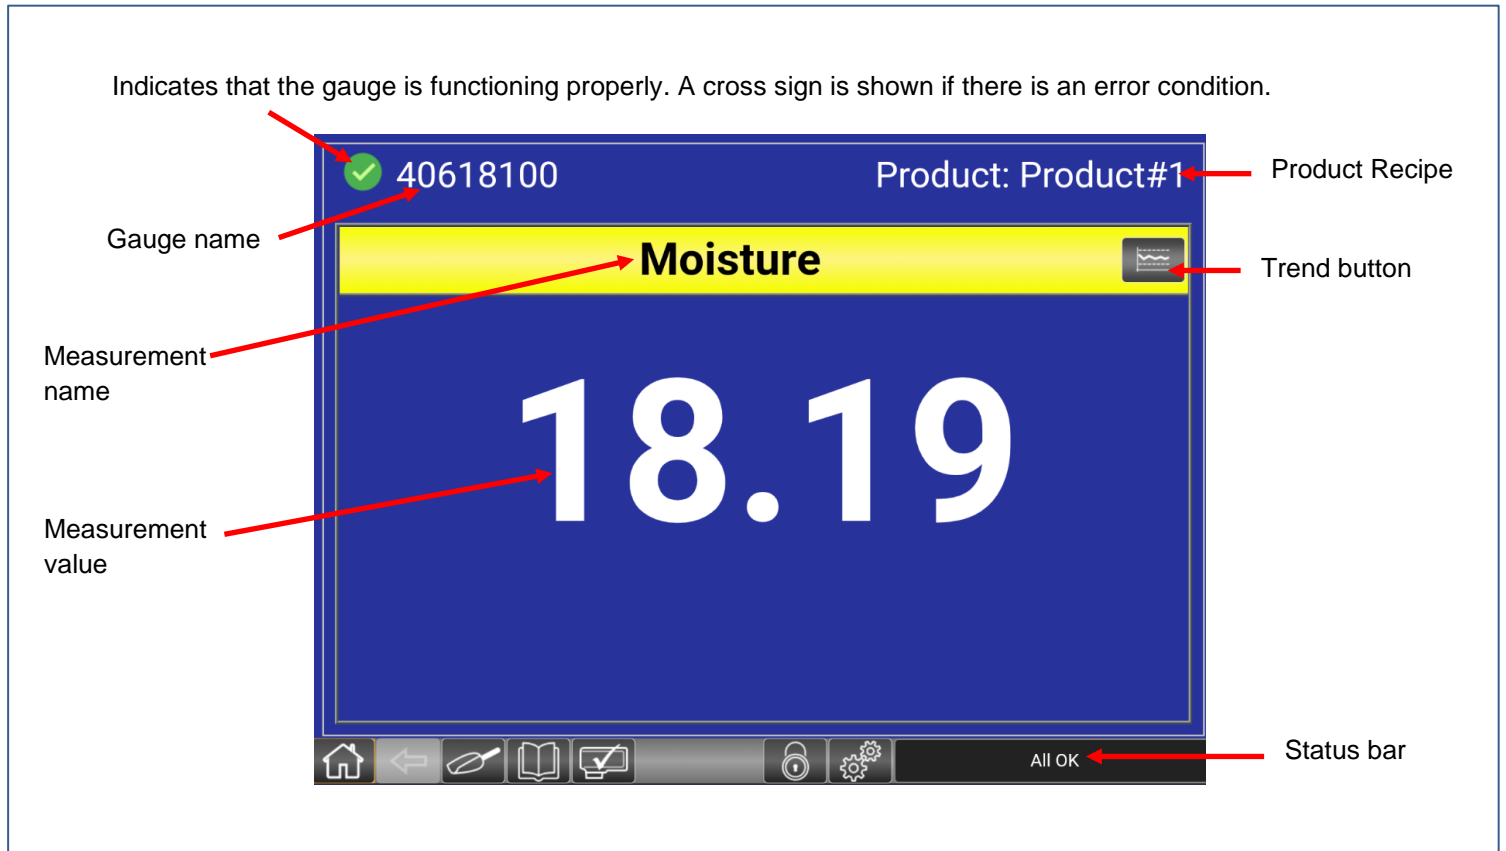 Indicates that the gauge is functioning properly. A cross sign is shown if there is an error condition.
40618100
Product: Product#1
Product Recipe
Gauge name
Moisture
Trend button
Measurement
name
18.19
Measurement
value
All OK
Status bar